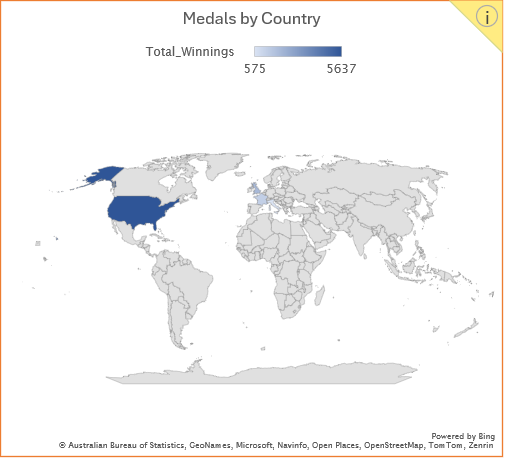 Medals by Country
Total_Winnings
575 5637
Powered by Bing
© Australian Bureau of Statistics, GeoNames, Microsoft, Navinfo, Open Places, OpenStreetMap, TomTom, Zenrin